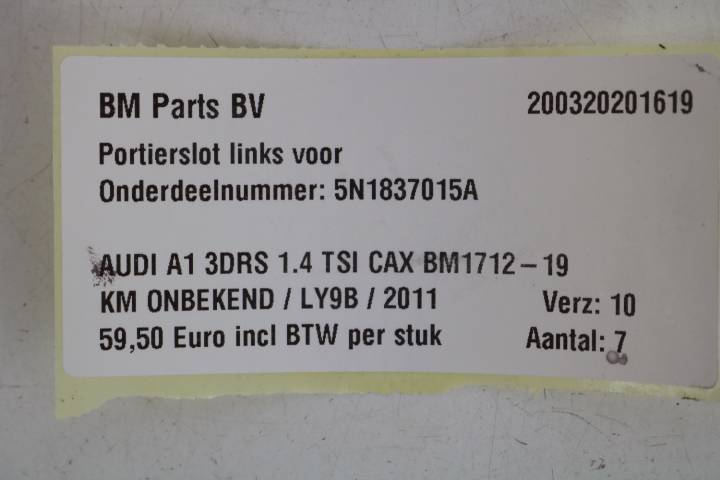 BM Parts BV 200320201619
Portierslot links voor
Onderdeelnummer: 5N1837015A
AUDI A1 3DRS 1.4 TSI CAX BM1712-19
KM ONBEKEND / LY9B / 2011 Verz: 10
59,50 Euro incl BTW per stuk Aantal: 7